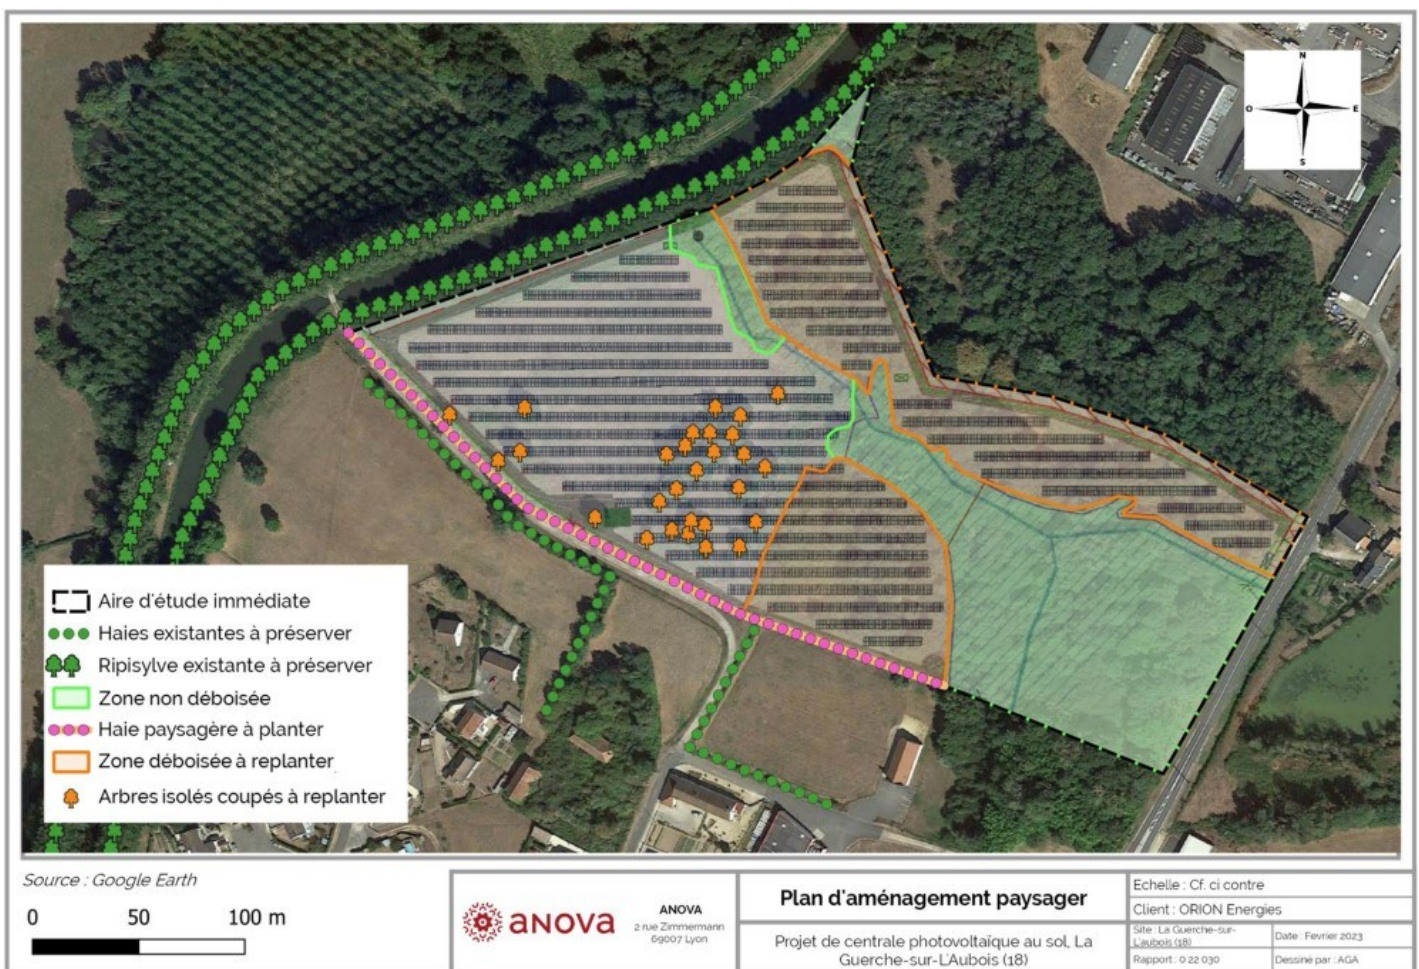 N
O
E
S
Aire d'étude immédiate
Haies existantes à préserver
Ripisylve existante à préserver
Zone non déboisée
Haie paysagère à planter
Zone déboisée à replanter
Arbres isolés coupés à replanter
Source : Google Earth
0 50 100 m
ANOVA
ANOVA
2 rue Zimmermann
69007 Lyon
Plan d'aménagement paysager
Projet de centrale photovoltaïque au sol, La
Guerche-sur-L'Aubois (18)
Echelle : Cf. ci contre
Client : ORION Energies
Site : La Guerche-sur-
L'aubois (18)
Date : Fevrier 2023
Rapport : 0 22 030
Dessiné par : AGA